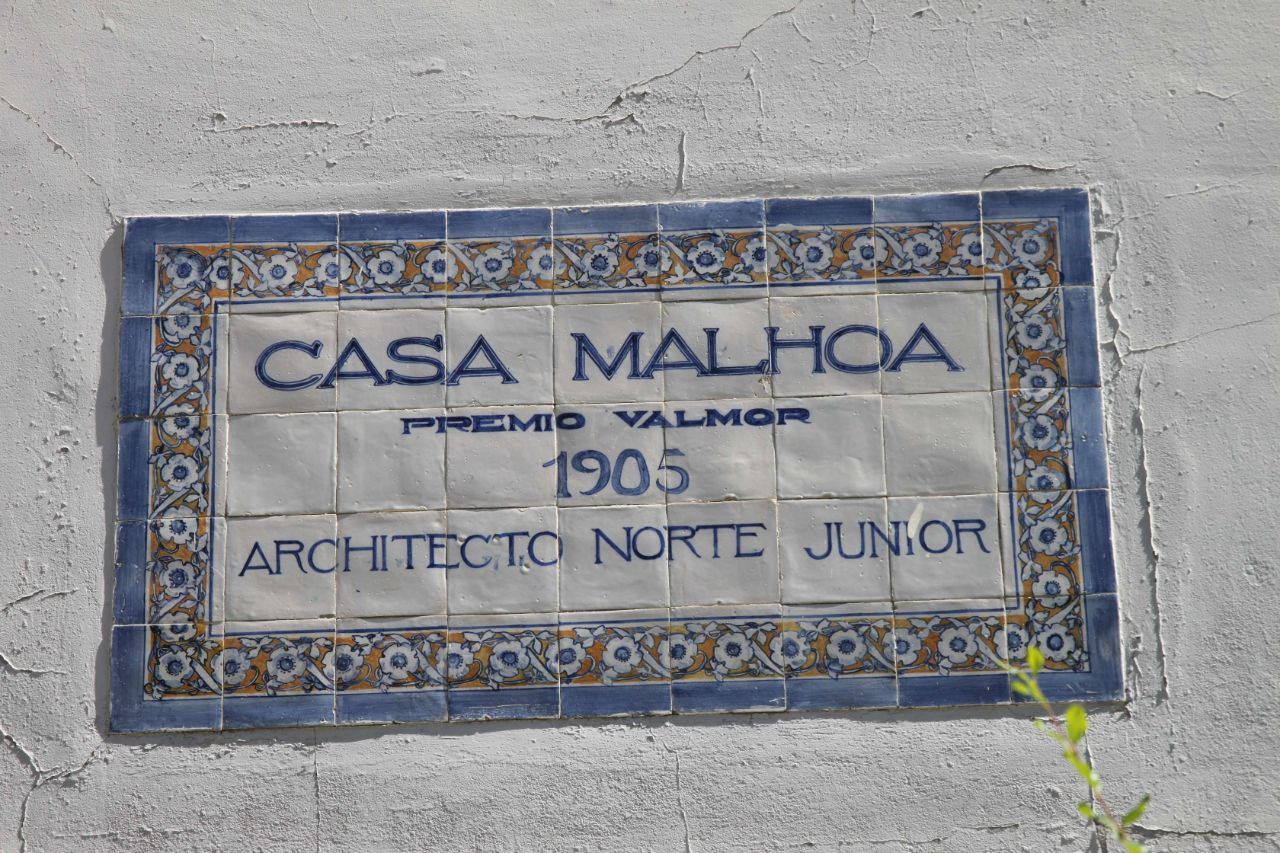 CASA MALHOA
PREMIO VALMOR
1905
ARCHITECTO NORTE JUNIOR